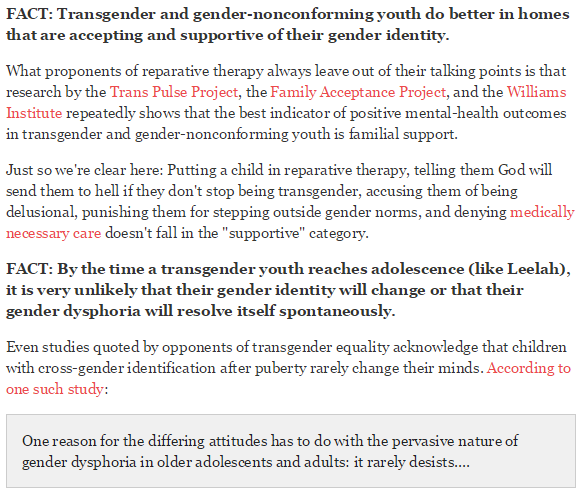 FACT: Transgender and gender-nonconforming youth do better in homes
that are accepting and supportive of their gender identity.
What proponents of reparative therapy always leave out of their talking points is that
research by the Trans Pulse Project, the Family Acceptance Project, and the Williams
Institute repeatedly shows that the best indicator of positive mental-health outcomes
in transgender and gender-nonconforming youth is familial support.
Just so we're clear here: Putting a child in reparative therapy, telling them God will
send them to hell if they don't stop being transgender, accusing them of being
delusional, punishing them for stepping outside gender norms, and denying medically
necessary care doesn't fall in the "supportive" category.
FACT: By the time a transgender youth reaches adolescence (like Leelah),
it is very unlikely that their gender identity will change or that their
gender dysphoria will resolve itself spontaneously.
Even studies quoted by opponents of transgender equality acknowledge that children
with cross-gender identification after puberty rarely change their minds. According to
one such study:
One reason for the differing attitudes has to do with the pervasive nature of
gender dysphoria in older adolescents and adults: it rarely desists....